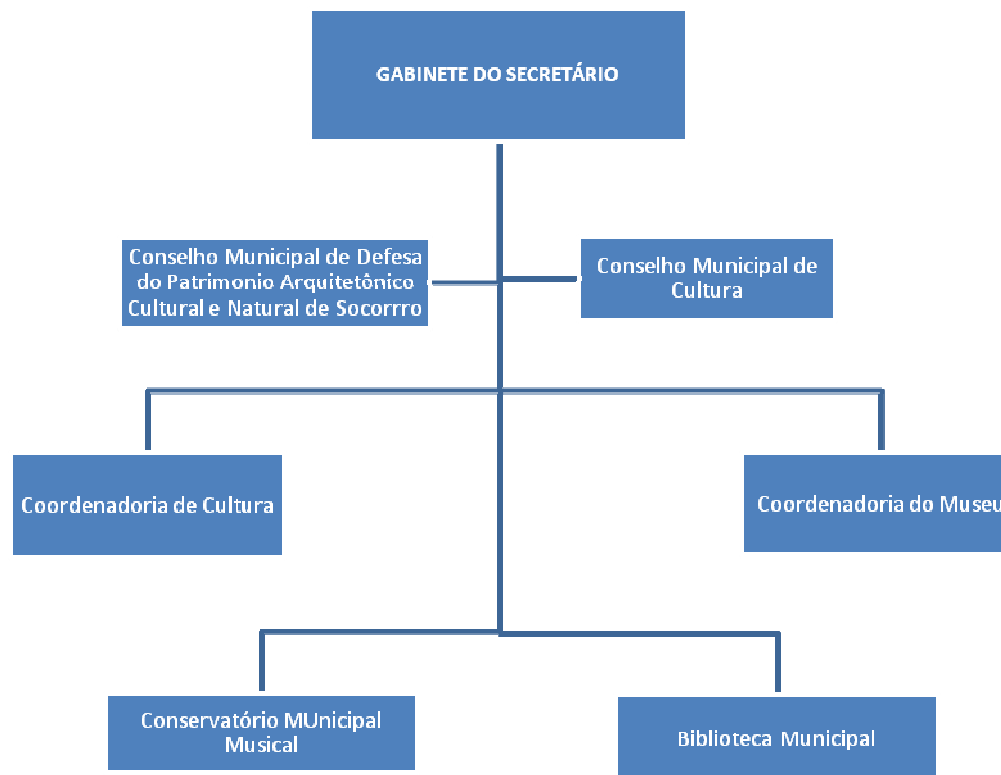 GABINETE DO SECRETÁRIO
Conselho Municipal de Defesa
do Patrimonio Arquitetônico
Cultural e Natural de Socorrro
Conselho Municipal de
Cultura
Coordenadoria de Cultura
Coordenadoria do Museu
Conservatório MUnicipal
Musical
Biblioteca Municipal